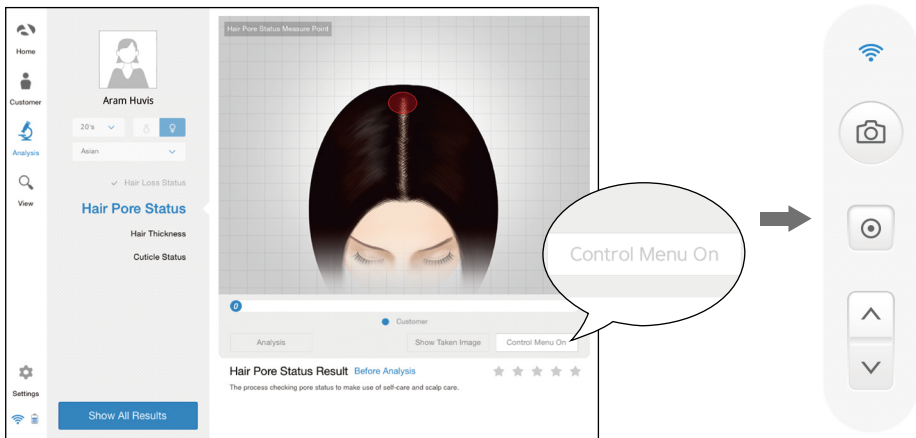 Home
Customer
Analysis
View
Settings
Aram Huvis
20's
Asian
Hair Loss Status
Hair Pore Status
Hair Thickness
Cuticle Status
Show All Results
Hair Pore Status Measure Point
0
Customer
Analysis
Show Taken Image
Control Menu On
Hair Pore Status Result Before Analysis
The process checking pore status to make use of self-care and scalp care.
Control Menu On